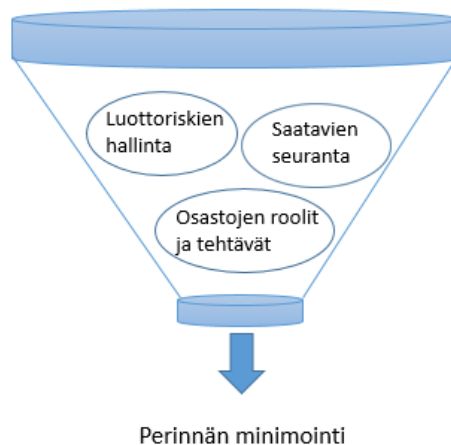 Luottoriskien
hallinta
Saatavien
seuranta
Osastojen roolit
ja tehtävät
Perinnän minimointi